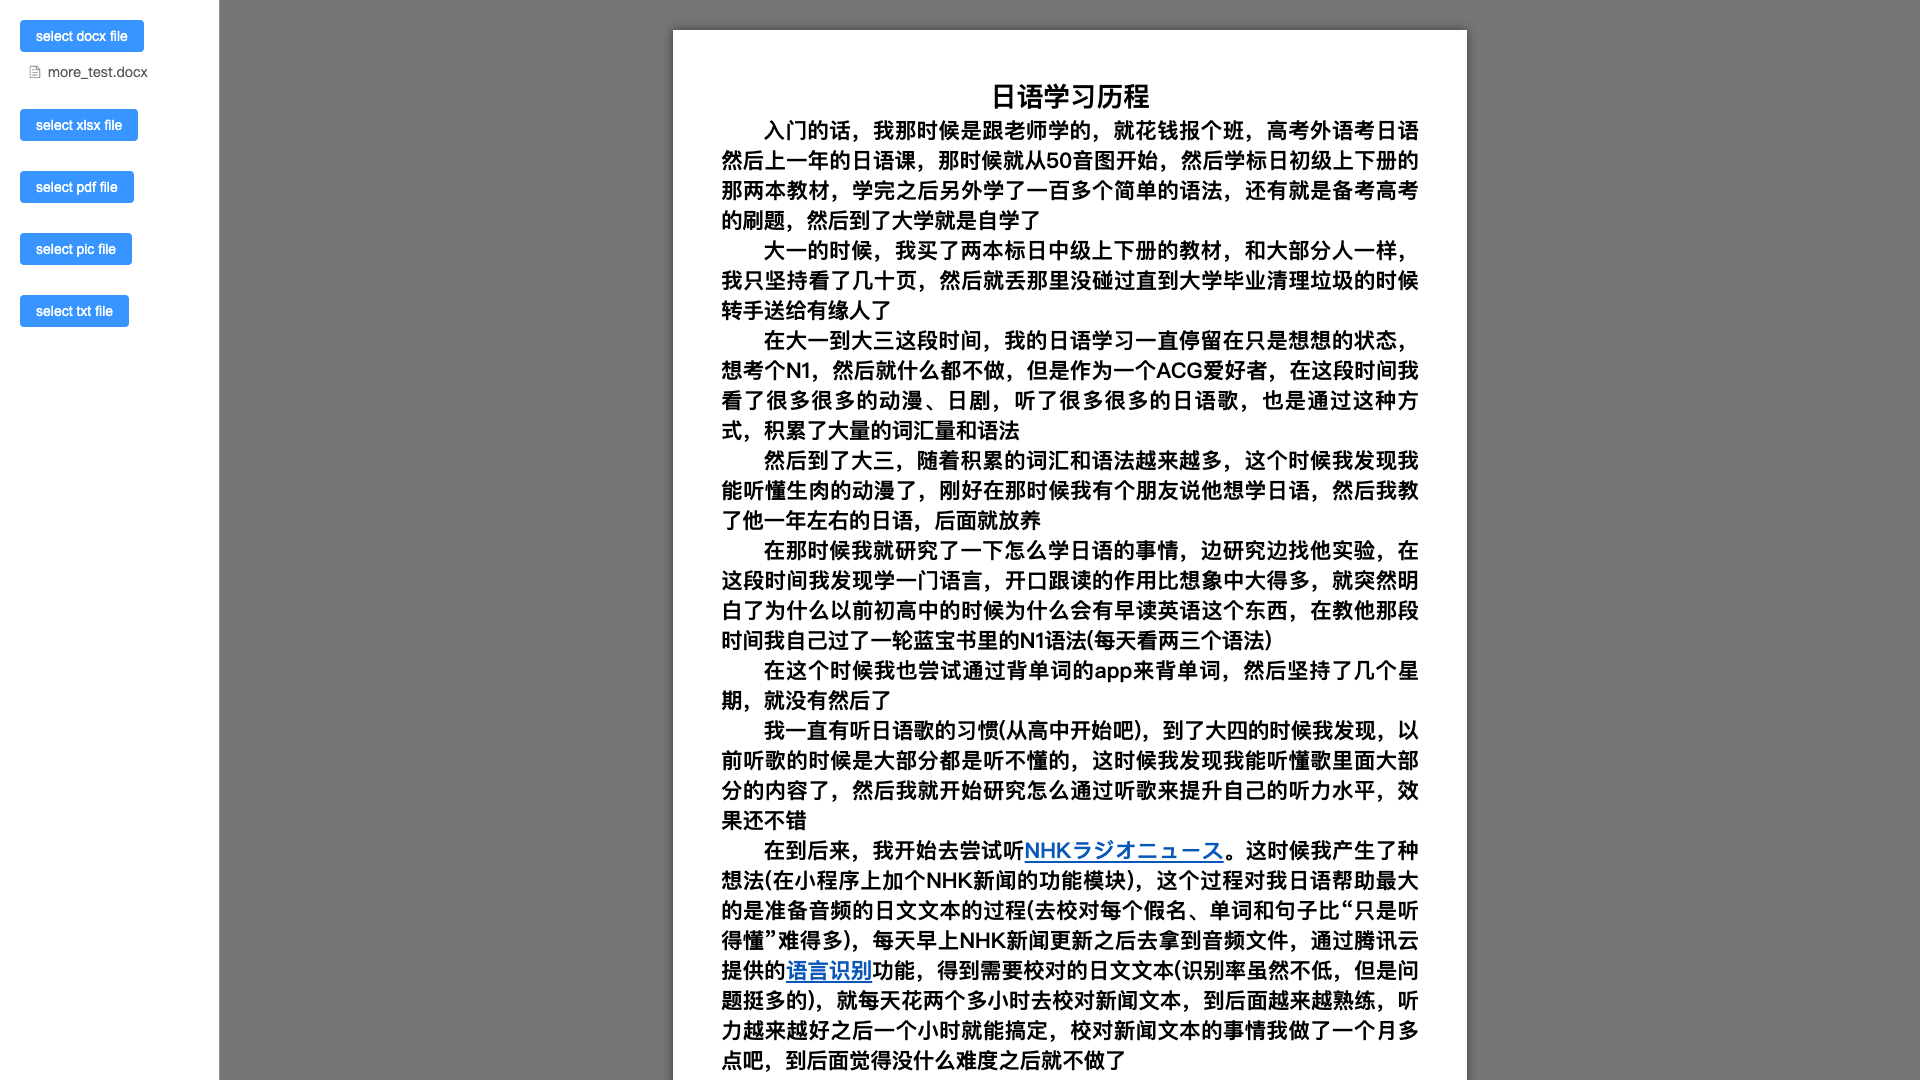 select docx file
more_test.docx
select xlsx file
select pdf file
select pic file
select txt file
日语学习历程
入门的话，我那时候是跟老师学的，就花钱报个班，高考外语考日语
然后上一年的日语课，那时候就从50音图开始，然后学标日初级上下册的
那两本教材，学完之后另外学了一百多个简单的语法，还有就是备考高考
的刷题，然后到了大学就是自学了
大一的时候，我买了两本标日中级上下册的教材，和大部分人一样，
我只坚持看了几十页，然后就丢那里没碰过直到大学毕业清理垃圾的时候
转手送给有缘人了
在大一到大三这段时间，我的日语学习一直停留在只是想想的状态，
想考个N1，然后就什么都不做，但是作为一个ACG爱好者，在这段时间我
看了很多很多的动漫、日剧，听了很多很多的日语歌，也是通过这种方
式，积累了大量的词汇量和语法
然后到了大三，随着积累的词汇和语法越来越多，这个时候我发现我
能听懂生肉的动漫了，刚好在那时候我有个朋友说他想学日语，然后我教
了他一年左右的日语，后面就放养
在那时候我就研究了一下怎么学日语的事情，边研究边找他实验，在
这段时间我发现学一门语言，开口跟读的作用比想象中大得多，就突然明
白了为什么以前初高中的时候为什么会有早读英语这个东西，在教他那段
时间我自己过了一轮蓝宝书里的N1语法(每天看两三个语法)
在这个时候我也尝试通过背单词的app来背单词，然后坚持了几个星
期，就没有然后了
我一直有听日语歌的习惯(从高中开始吧)，到了大四的时候我发现，以
前听歌的时候是大部分都是听不懂的，这时候我发现我能听懂歌里面大部
分的内容了，然后我就开始研究怎么通过听歌来提升自己的听力水平，效
果还不错
在到后来，我开始去尝试听NHKラジオニュース。这时候我产生了种
想法(在小程序上加个NHK新闻的功能模块)，这个过程对我日语帮助最大
的是准备音频的日文文本的过程(去校对每个假名、单词和句子比“只是听
得懂”难得多)，每天早上NHK新闻更新之后去拿到音频文件，通过腾讯云
提供的语言识别功能，得到需要校对的日文文本(识别率虽然不低，但是问
题挺多的)，就每天花两个多小时去校对新闻文本，到后面越来越熟练，听
力越来越好之后一个小时就能搞定，校对新闻文本的事情我做了一个月多
点吧，到后面觉得没什么难度之后就不做了